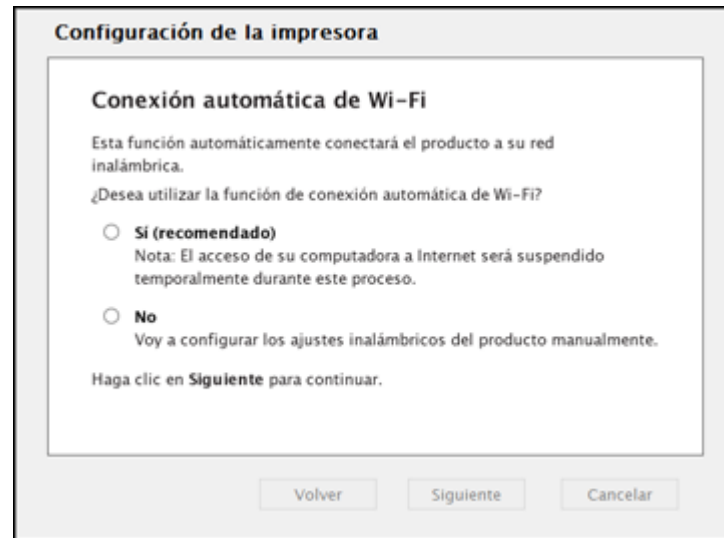 Configuración de la impresora
Conexión automática de Wi-Fi
Esta función automáticamente conectará el producto a su red
inalámbrica.
¿Desea utilizar la función de conexión automática de Wi-Fi?
Sí (recomendado)
Nota: El acceso de su computadora a Internet será suspendido
temporalmente durante este proceso.
No
Voy a configurar los ajustes inalámbricos del producto manualmente.
Haga clic en Siguiente para continuar.
Volver Siguiente Cancelar